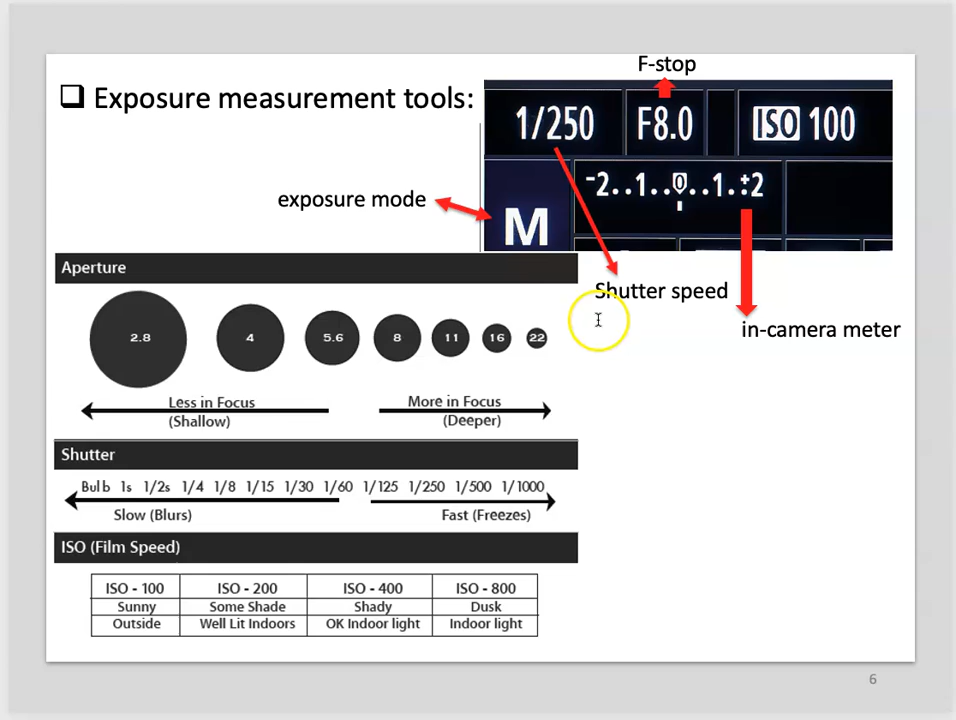 F-stop
❑ Exposure measurement tools:
1/250 F8.0 ISO 100
-2..1..0..1..+2
exposure mode
M
Shutter speed
in-camera meter
Aperture
2.8 4 5.6 8 11 16 22
Less in Focus More in Focus
(Shallow) (Deeper)
Shutter
Bulb 1s 1/2s 1/4 1/8 1/15 1/30 1/60 1/125 1/250 1/500 1/1000
Slow (Blurs) Fast (Freezes)
ISO (Film Speed)
ISO - 100 ISO - 200 ISO - 400 ISO - 800
Sunny Some Shade Shady Dusk
Outside Well Lit Indoors OK Indoor light Indoor light
6